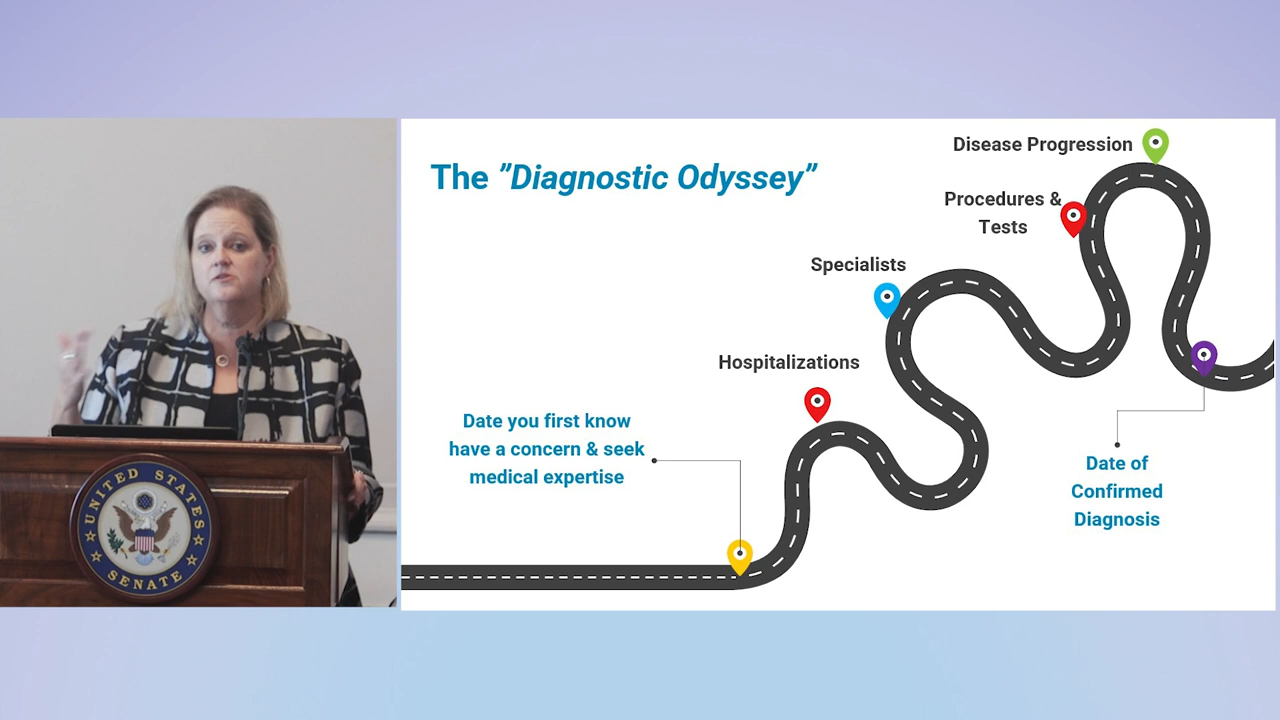 The ”Diagnostic Odyssey”
Disease Progression
Procedures &
Tests
Specialists
Hospitalizations
Date you first know
have a concern & seek
medical expertise
Date of
Confirmed
Diagnosis
UNITED STATES
SENATE